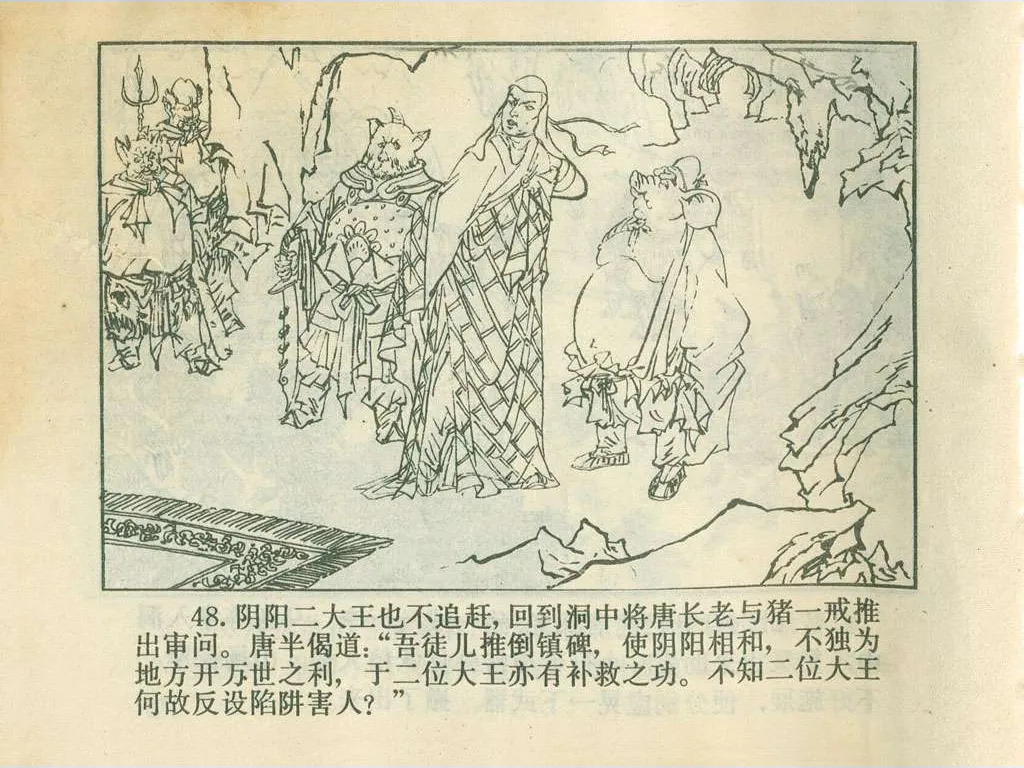 48. 阴阳二大王也不追赶，回到洞中将唐长老与猪一戒推
出审问。唐半偈道：“吾徒儿推倒镇碑，使阴阳相和，不独为
地方开万世之利，于二位大王亦有补救之功。不知二位大王
何故反设陷阱害人？”